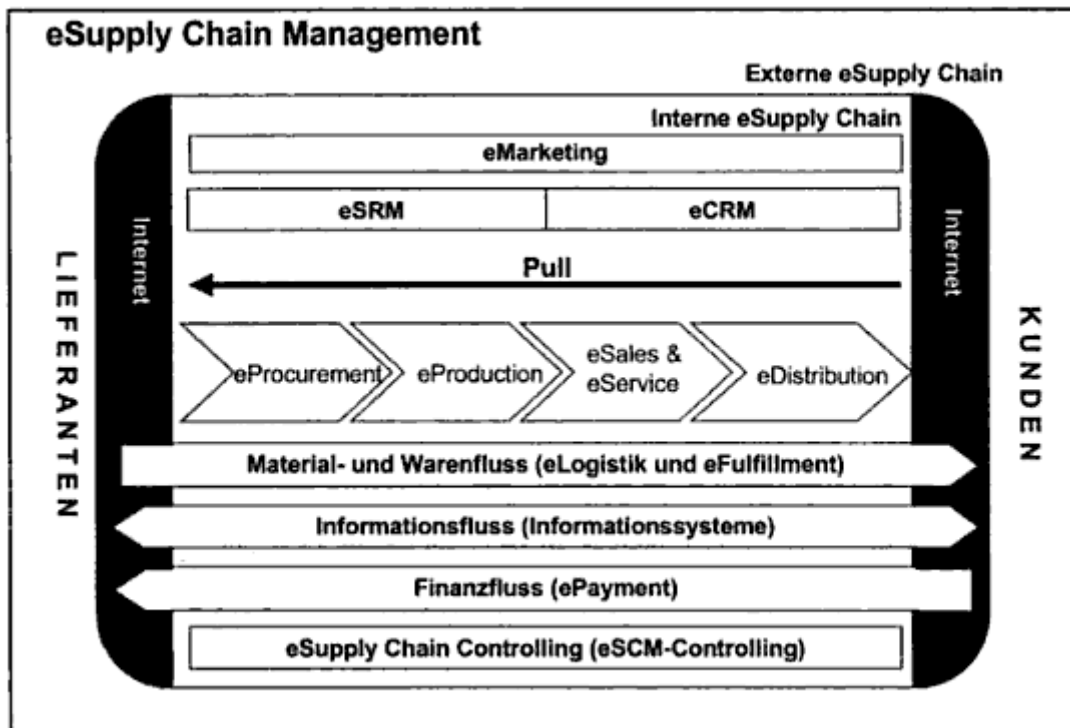 eSupply Chain Management
Externe eSupply Chain
Interne eSupply Chain
eMarketing
eSRM
eCRM
Pull
Internet
Internet
LIEFERANTEN
KUNDEN
eProcurement
eProduction
eSales &
eService
eDistribution
Material- und Warenfluss (eLogistik und eFulfillment)
Informationsfluss (Informationssysteme)
Finanzfluss (ePayment)
eSupply Chain Controlling (eSCM-Controlling)